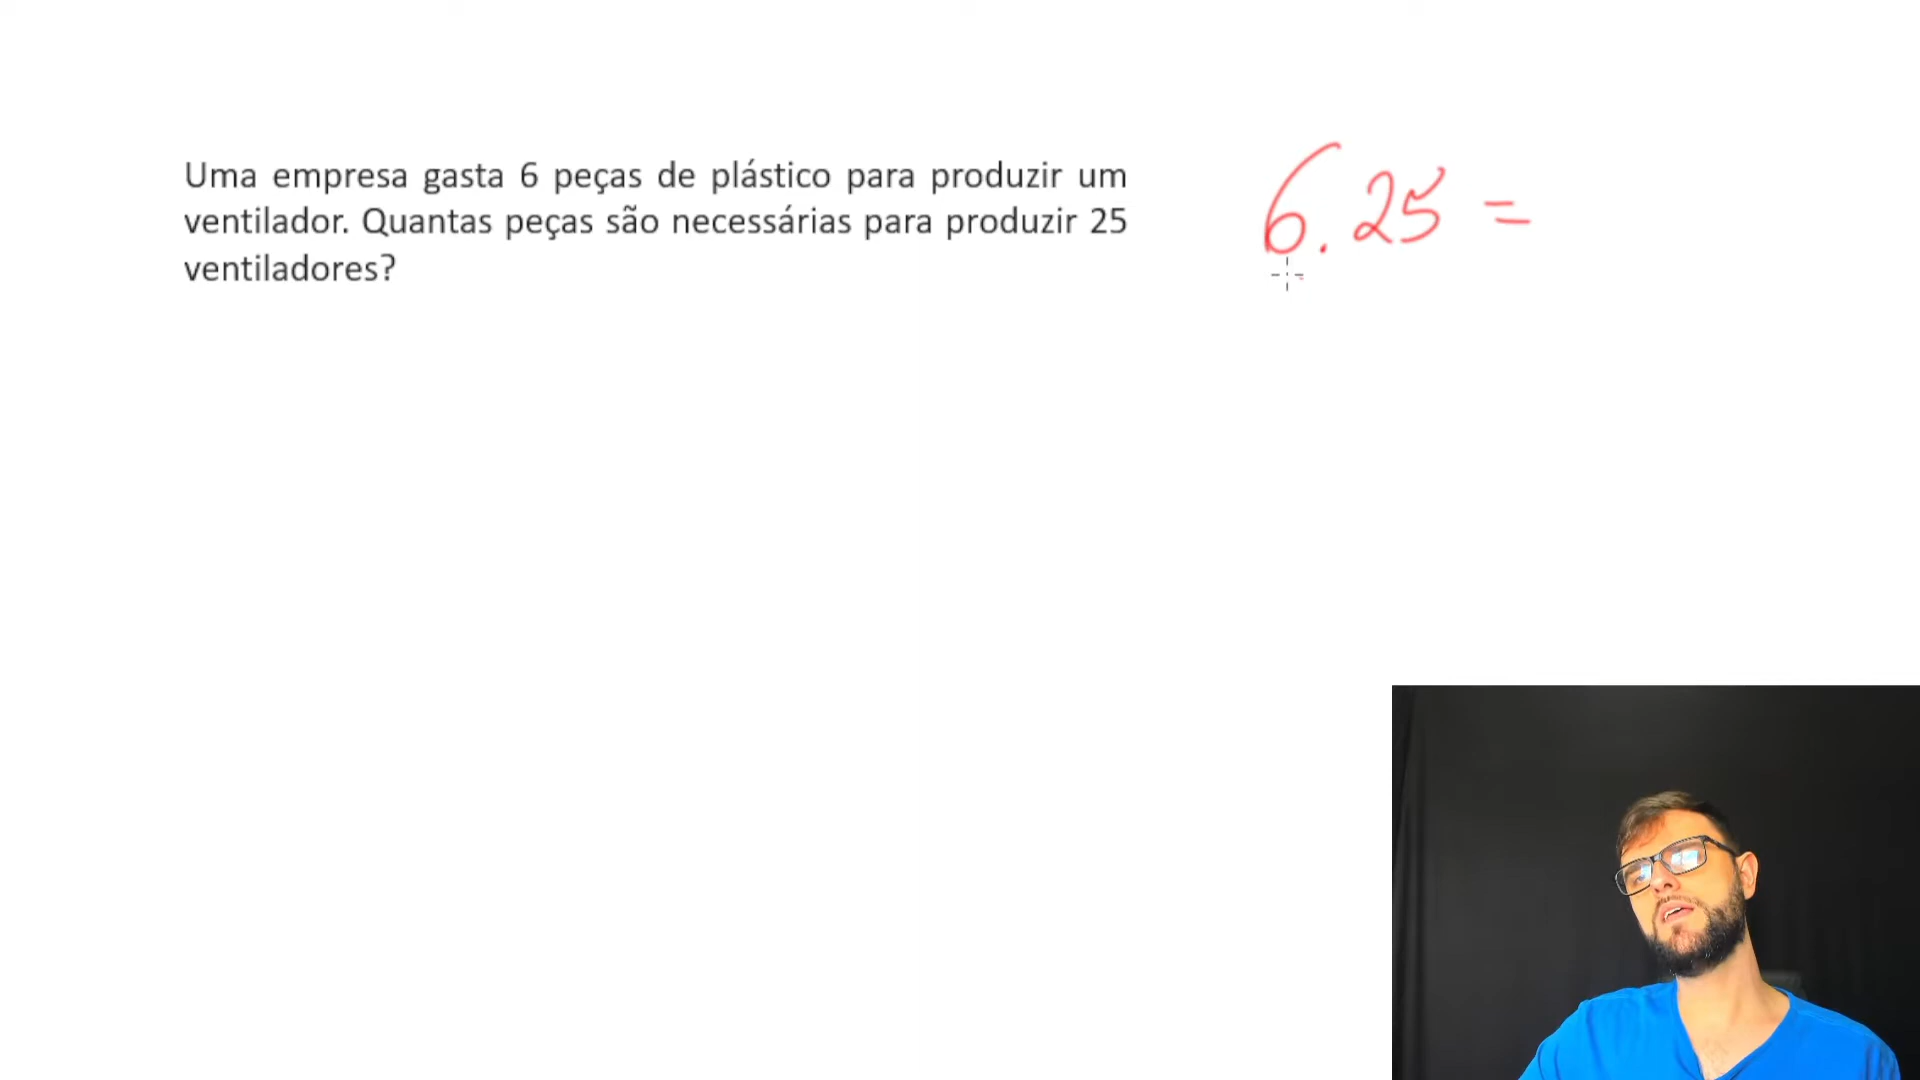 Uma empresa gasta 6 peças de plástico para produzir um
ventilador. Quantas peças são necessárias para produzir 25
ventiladores?
6.25 =